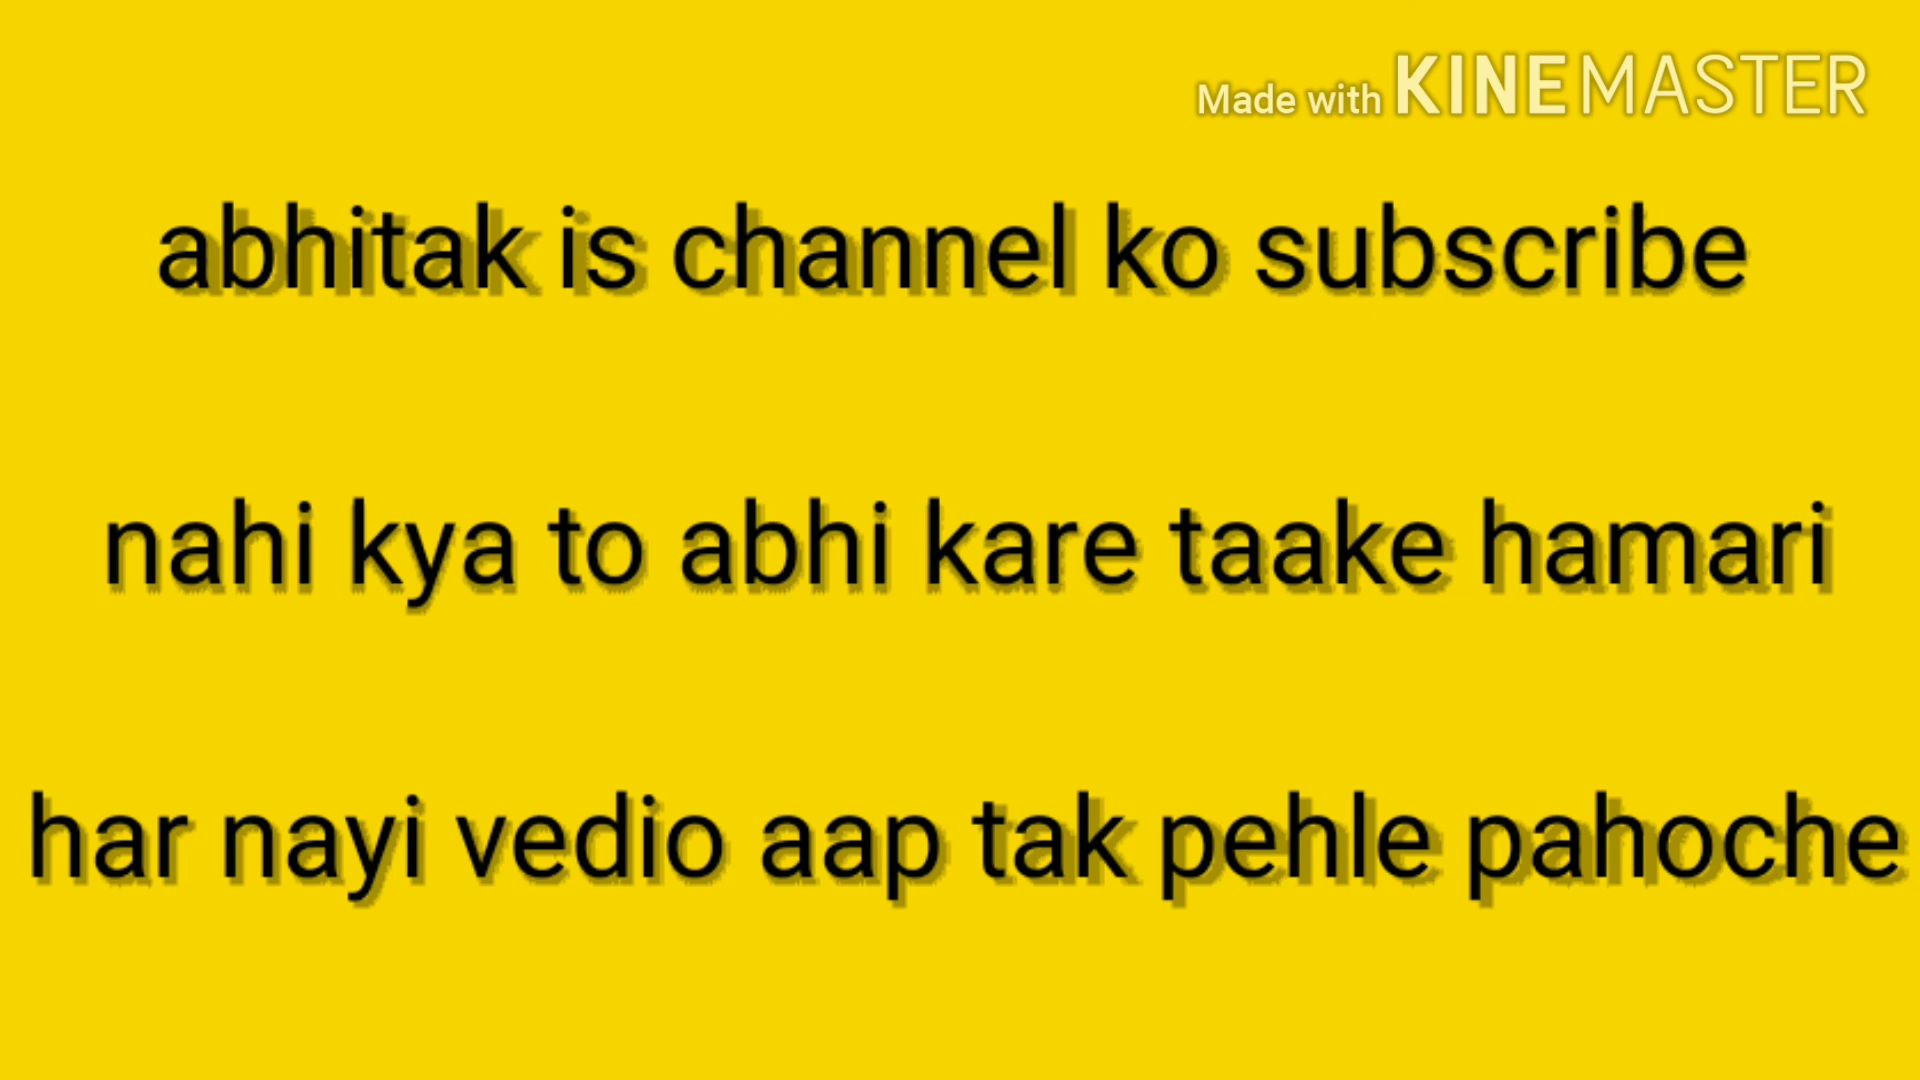 Made with KINEMASTER
abhitak is channel ko subscribe
nahi kya to abhi kare taake hamari
har nayi vedio aap tak pehle pahoche